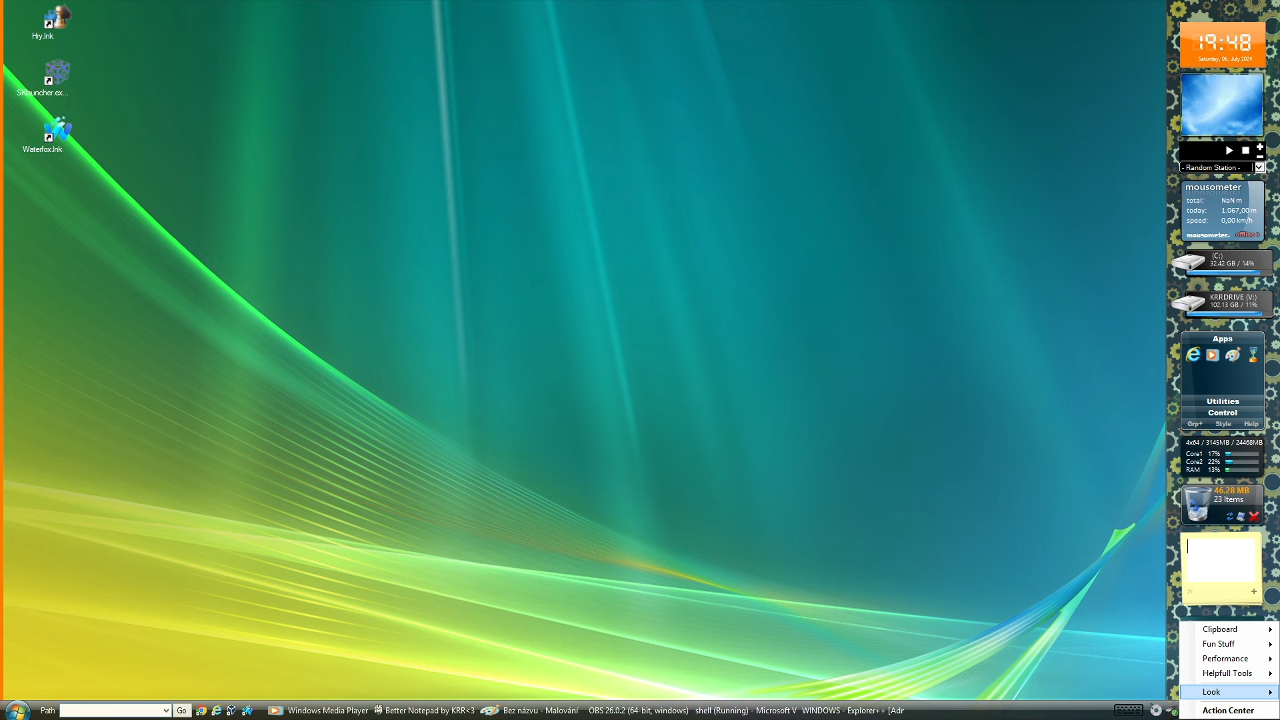 Hry.lnk
Sklauncher.ex...
Waterfox.lnk
19:48
Saturday, 06. July 2024
- Random Station -
mousometer
total: NaN m
today: 1.067,00 m
speed: 0,00 km/h
mousometer. offline
(C:)
32.42 GB / 14%
KRRDRIVE (V:)
102.13 GB / 11%
Apps
Utilities
Control
Grp+ Style Help
4x64 / 3145MB / 24468MB
Core1 17%
Core2 22%
RAM 13%
46.28 MB
23 Items
Clipboard
Fun Stuff
Performance
Helpfull Tools
Look
Action Center
Path Go Windows Media Player Better Notepad by KRR<3 Bez názvu - Malování OBS 26.0.2 (64-bit, windows) shell (Running) - Microsoft V WINDOWS - Explorer+ - [Adr